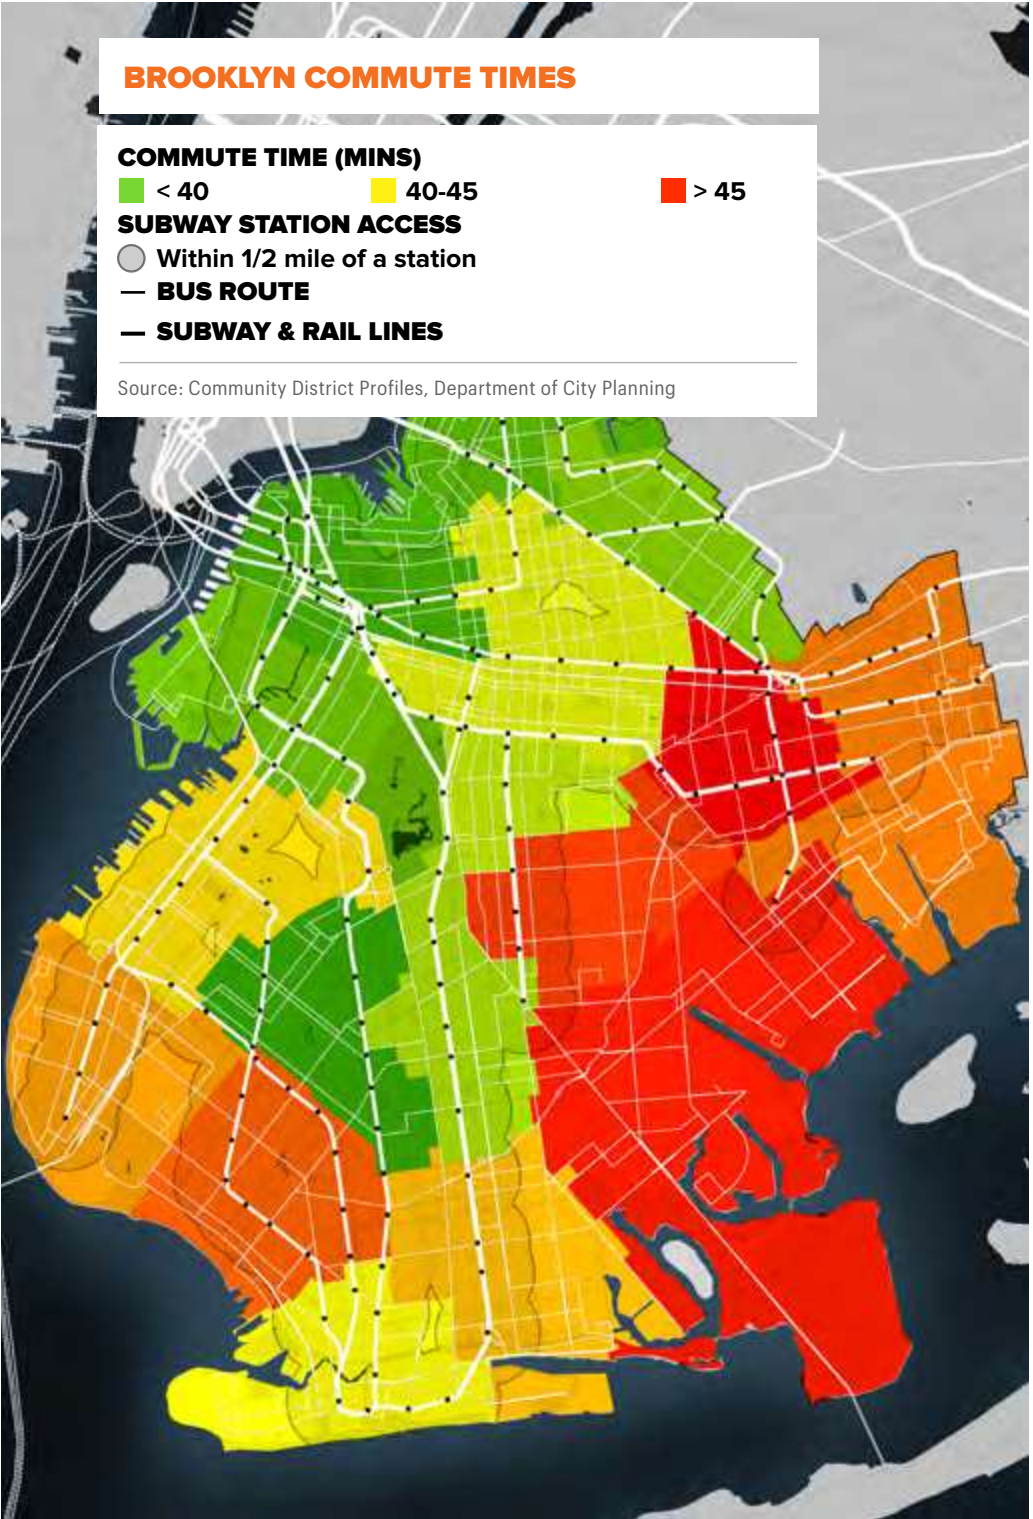 BROOKLYN COMMUTE TIMES
COMMUTE TIME (MINS)
< 40 40-45 > 45
SUBWAY STATION ACCESS
Within 1/2 mile of a station
BUS ROUTE
SUBWAY & RAIL LINES
Source: Community District Profiles, Department of City Planning